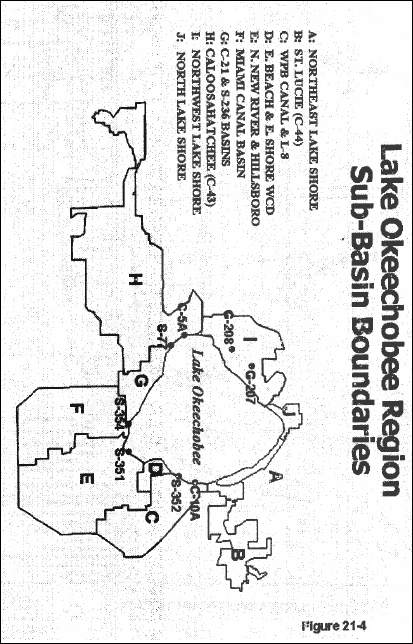 Lake Okeechobee Region
Sub-Basin Boundaries
A: NORTHEAST LAKE SHORE
B: ST. LUCIE (C-44)
C: WPB CANAL & L-8
D: E. BEACH & E. SHORE WCD
E: N. NEW RIVER & HILLSBORO
F: MIAMI CANAL BASIN
G: C-21 & S-236 BASINS
H: CALOOSAHATCHEE (C-43)
I: NORTHWEST LAKE SHORE
J: NORTH LAKE SHORE
J
I
G-207
G-208
A
B
C-5A
S-77
Lake Okeechobee
C-10A
S-352
H
G
S-354
S-351
D
C
F
E
Figure 21-4